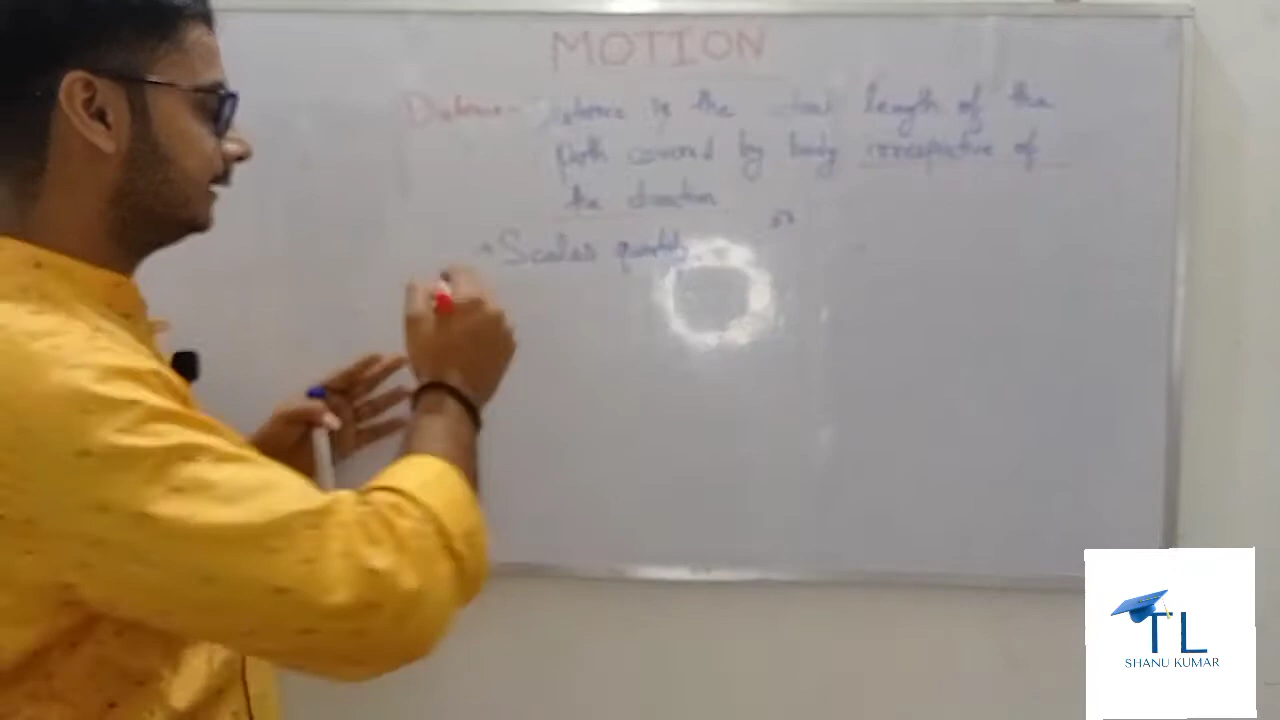 MOTION
Distance - Distance is the actual length of the
path covered by body irrespective of
the direction
* Scalar quantity.
TL
SHANU KUMAR